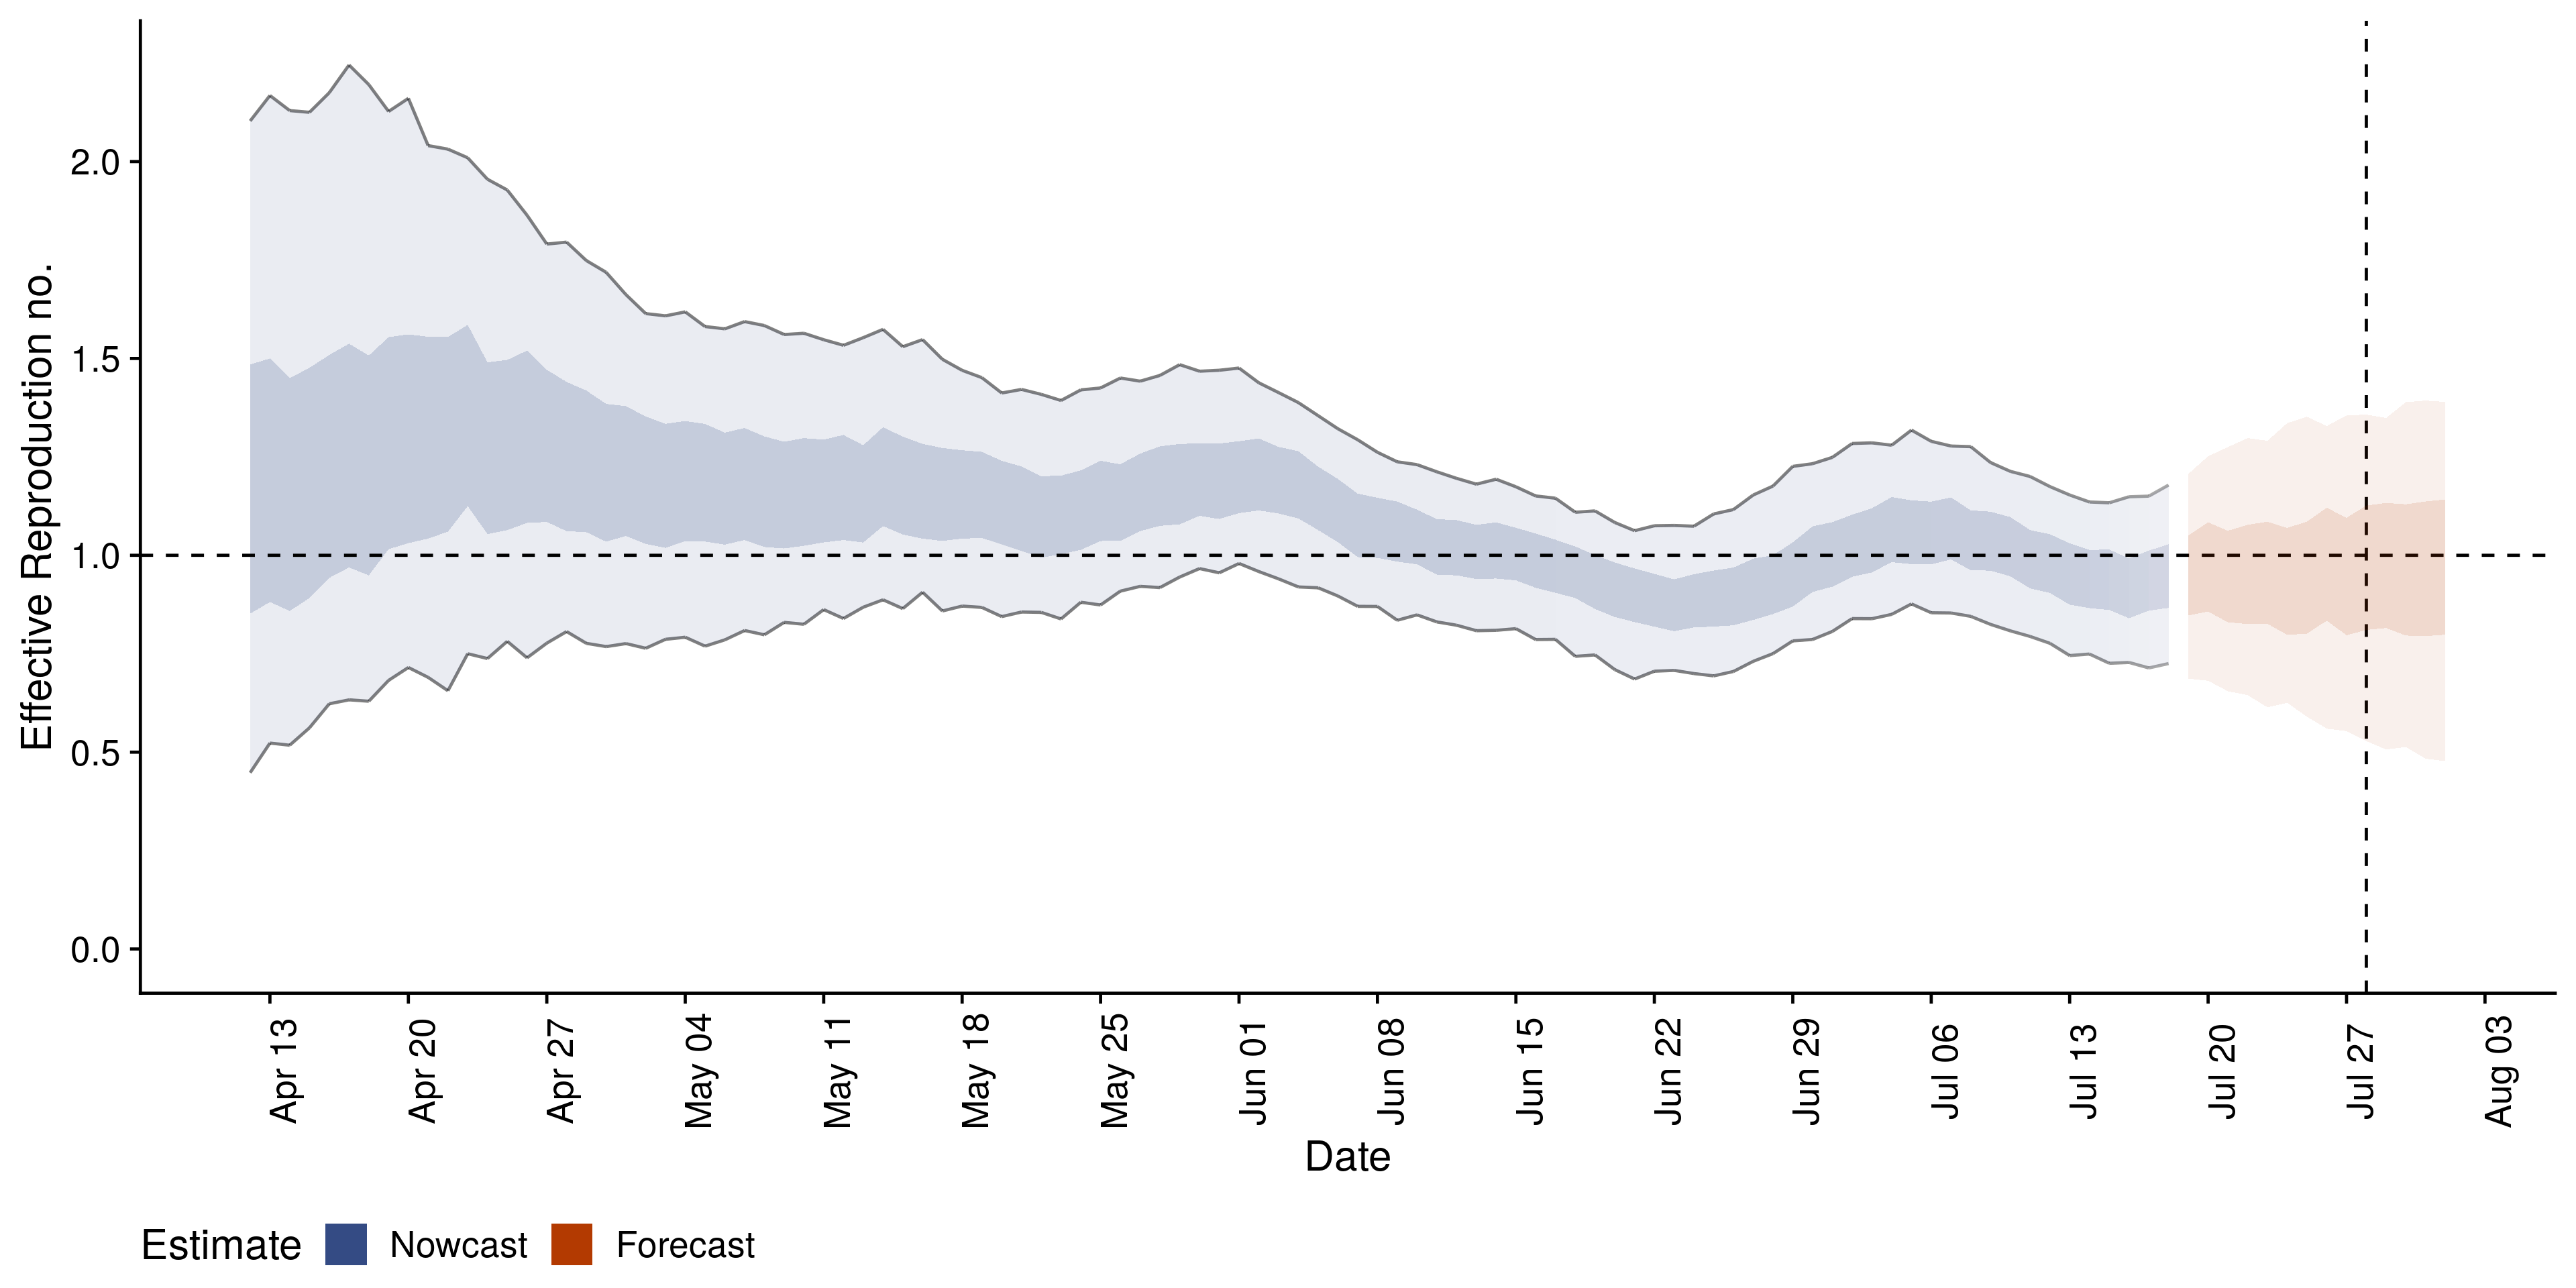 Effective Reproduction no.
2.0
1.5
1.0
0.5
0.0
Apr 13
Apr 20
Apr 27
May 04
May 11
May 18
May 25
Jun 01
Jun 08
Jun 15
Jun 22
Jun 29
Jul 06
Jul 13
Jul 20
Jul 27
Aug 03
Date
Estimate Nowcast Forecast